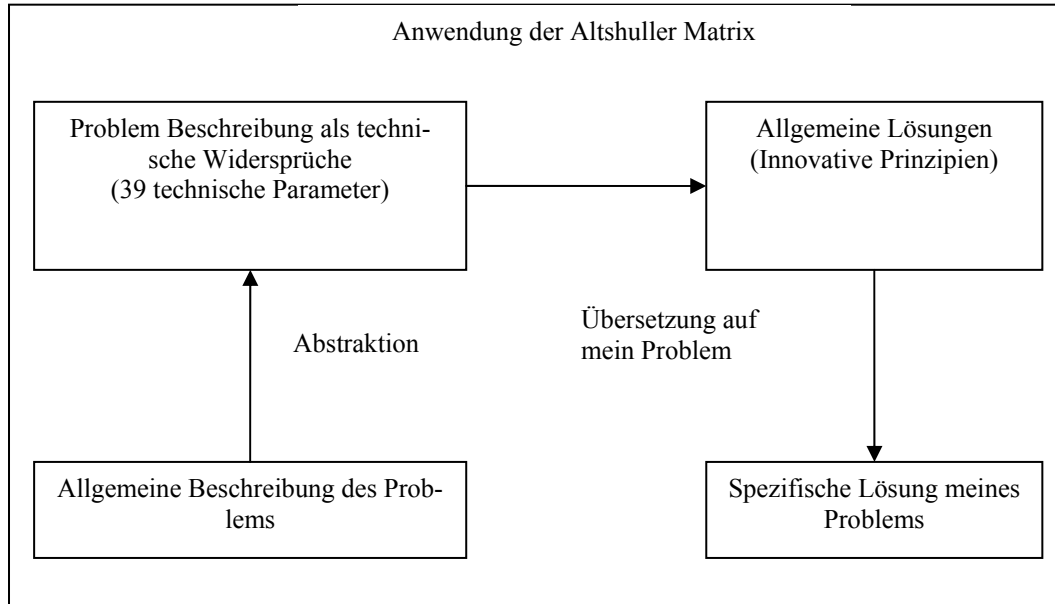 Anwendung der Altshuller Matrix
Problem Beschreibung als techni-
sche Widersprüche
(39 technische Parameter)
Allgemeine Lösungen
(Innovative Prinzipien)
Abstraktion
Übersetzung auf
mein Problem
Allgemeine Beschreibung des Prob-
lems
Spezifische Lösung meines
Problems